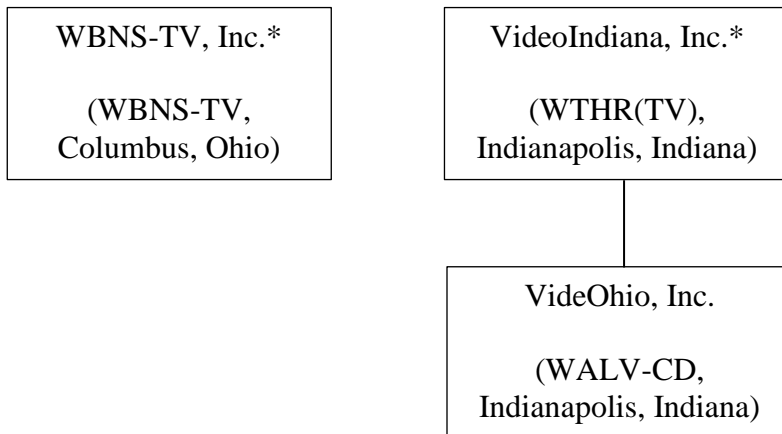 WBNS-TV, Inc.*
(WBNS-TV,
Columbus, Ohio)
VideoIndiana, Inc.*
(WTHR(TV),
Indianapolis, Indiana)
VideOhio, Inc.
(WALV-CD,
Indianapolis, Indiana)